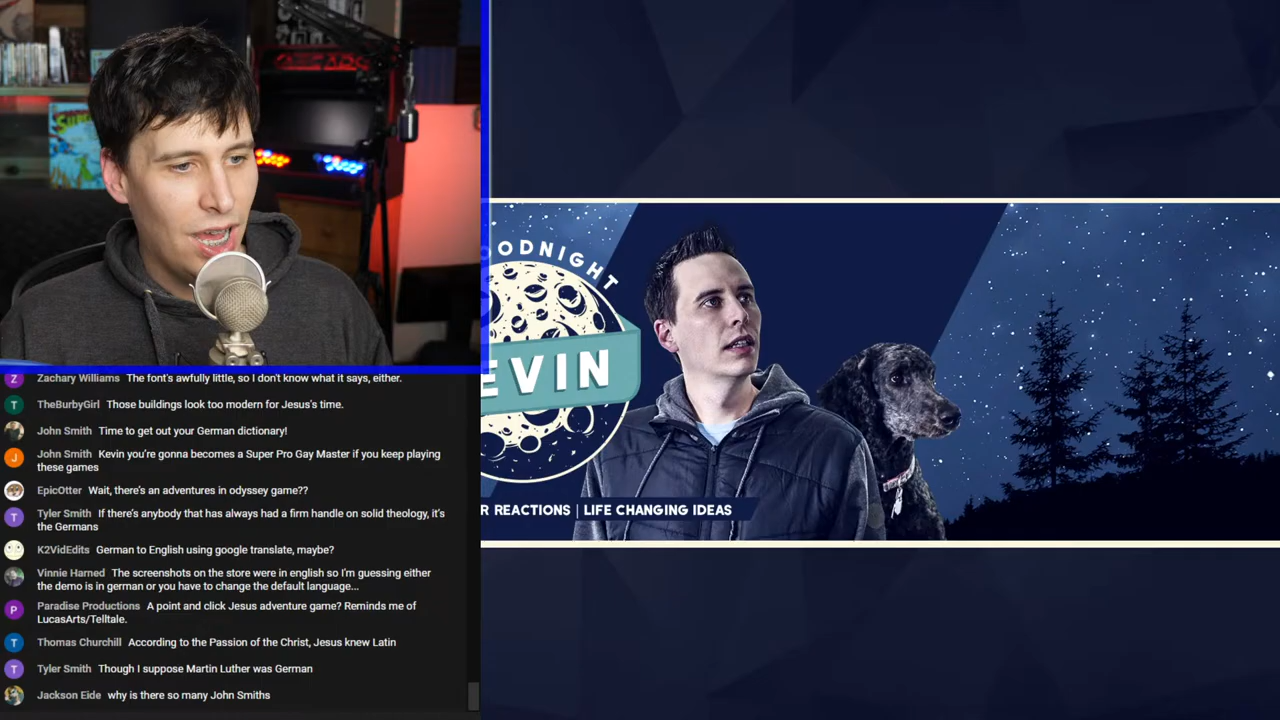 OODNIGHT
EVIN
R REACTIONS | LIFE CHANGING IDEAS
Zachary Williams The font's awfully little, so I don't know what it says, either.
TheBurbyGirl Those buildings look too modern for Jesus's time.
John Smith Time to get out your German dictionary!
John Smith Kevin you're gonna becomes a Super Pro Gay Master if you keep playing
these games
EpicOtter Wait, there's an adventures in odyssey game??
Tyler Smith If there's anybody that has always had a firm handle on solid theology, it's
the Germans
K2VidEdits German to English using google translate, maybe?
Vinnie Harned The screenshots on the store were in english so I'm guessing either
the demo is in german or you have to change the default language...
Paradise Productions A point and click Jesus adventure game? Reminds me of
LucasArts/Telltale.
Thomas Churchill According to the Passion of the Christ, Jesus knew Latin
Tyler Smith Though I suppose Martin Luther was German
Jackson Eide why is there so many John Smiths
Z
T
J
T
P
T
T